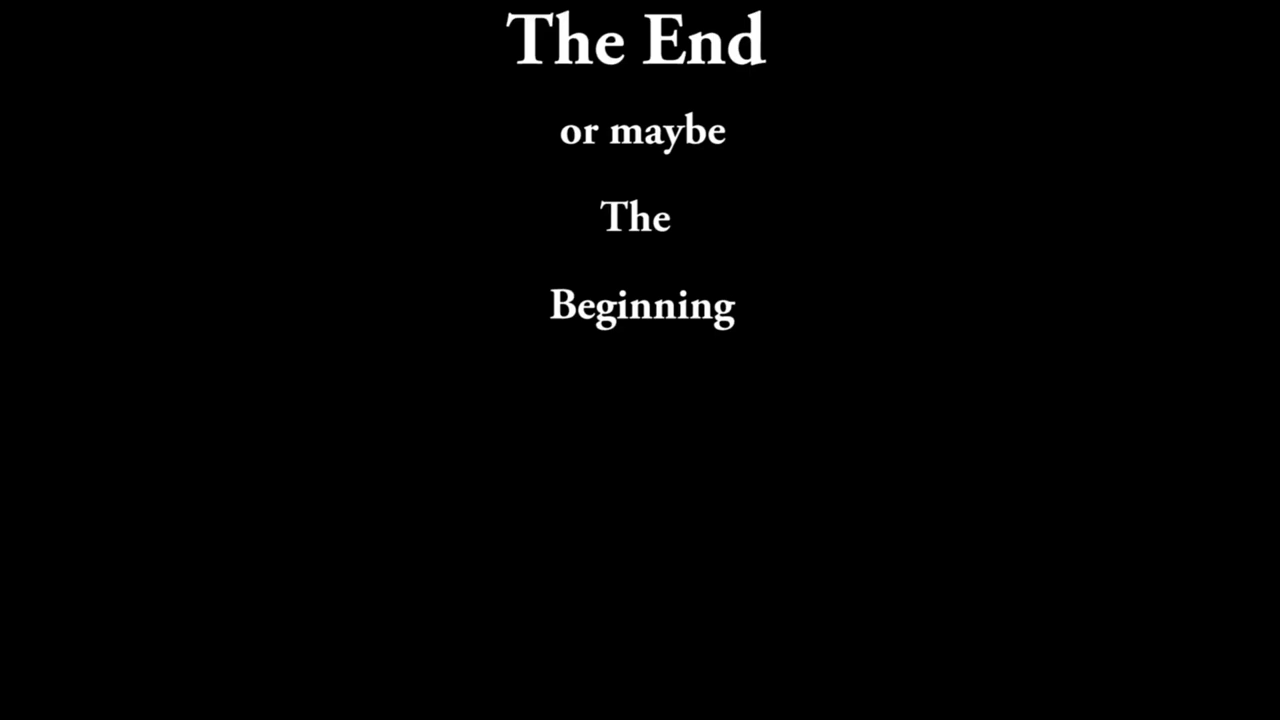 The End
or maybe
The
Beginning